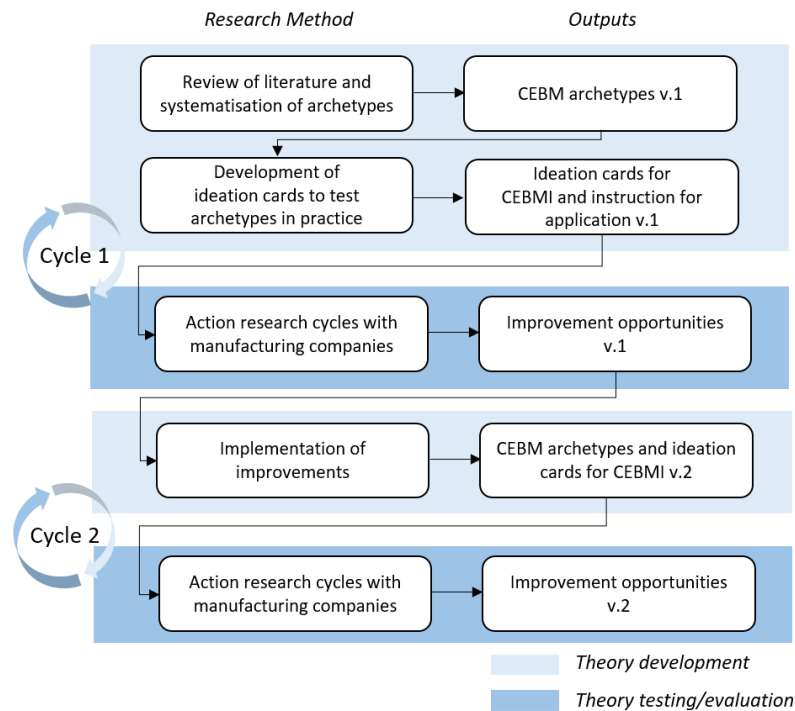 Research Method
Outputs
Review of literature and
systematisation of archetypes
CEBM archetypes v.1
Development of
ideation cards to test
archetypes in practice
Ideation cards for
CEBMI and instruction for
application v.1
Cycle 1
Action research cycles with
manufacturing companies
Improvement opportunities
v.1
Implementation of
improvements
CEBM archetypes and ideation
cards for CEBMI v.2
Cycle 2
Action research cycles with
manufacturing companies
Improvement opportunities
v.2
Theory development
Theory testing/evaluation